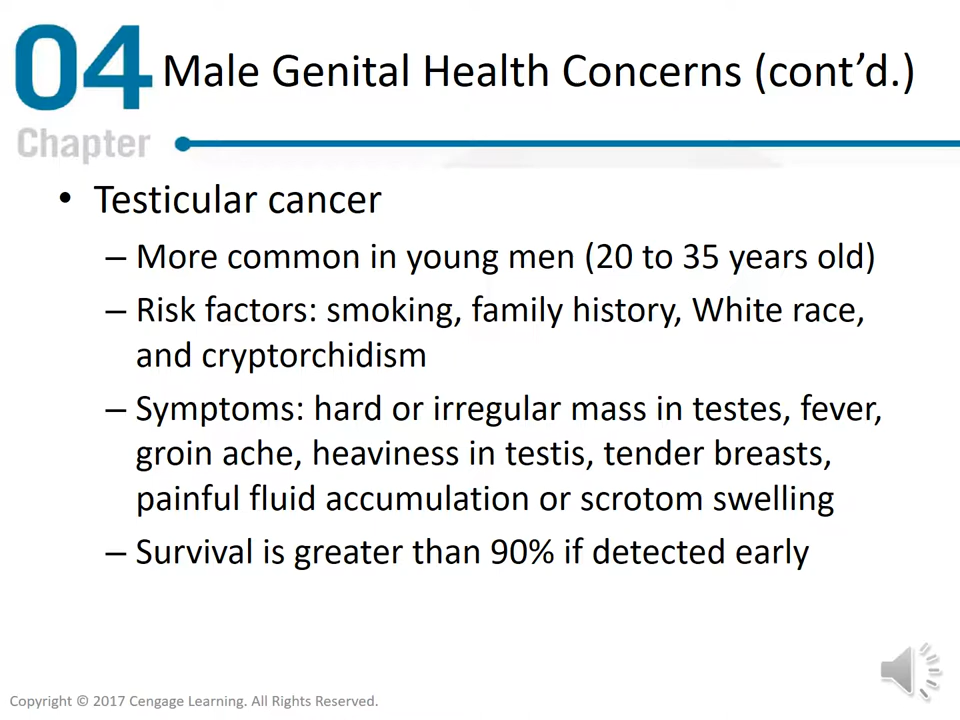 04 Male Genital Health Concerns (cont’d.)
Chapter
• Testicular cancer
– More common in young men (20 to 35 years old)
– Risk factors: smoking, family history, White race,
and cryptorchidism
– Symptoms: hard or irregular mass in testes, fever,
groin ache, heaviness in testis, tender breasts,
painful fluid accumulation or scrotom swelling
– Survival is greater than 90% if detected early
Copyright © 2017 Cengage Learning. All Rights Reserved.